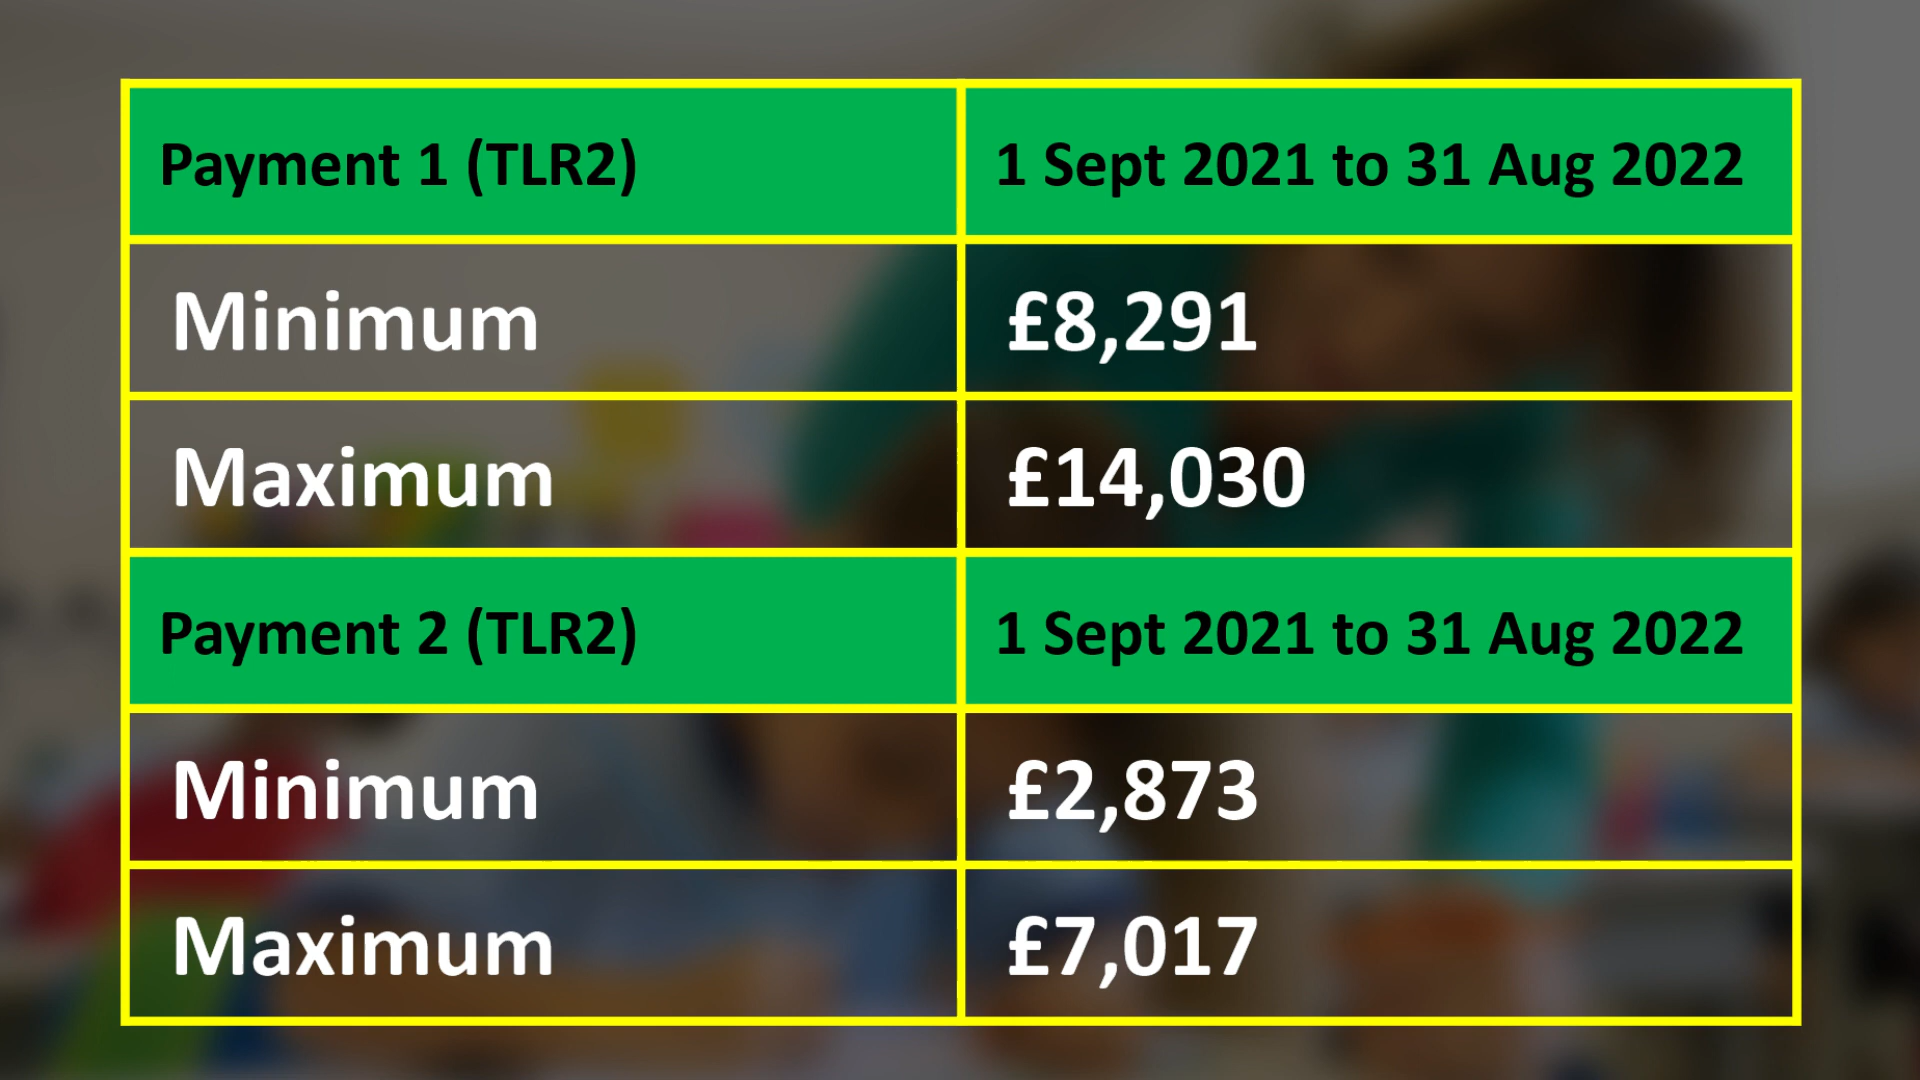 Payment 1 (TLR2) 1 Sept 2021 to 31 Aug 2022
Minimum £8,291
Maximum £14,030
Payment 2 (TLR2) 1 Sept 2021 to 31 Aug 2022
Minimum £2,873
Maximum £7,017